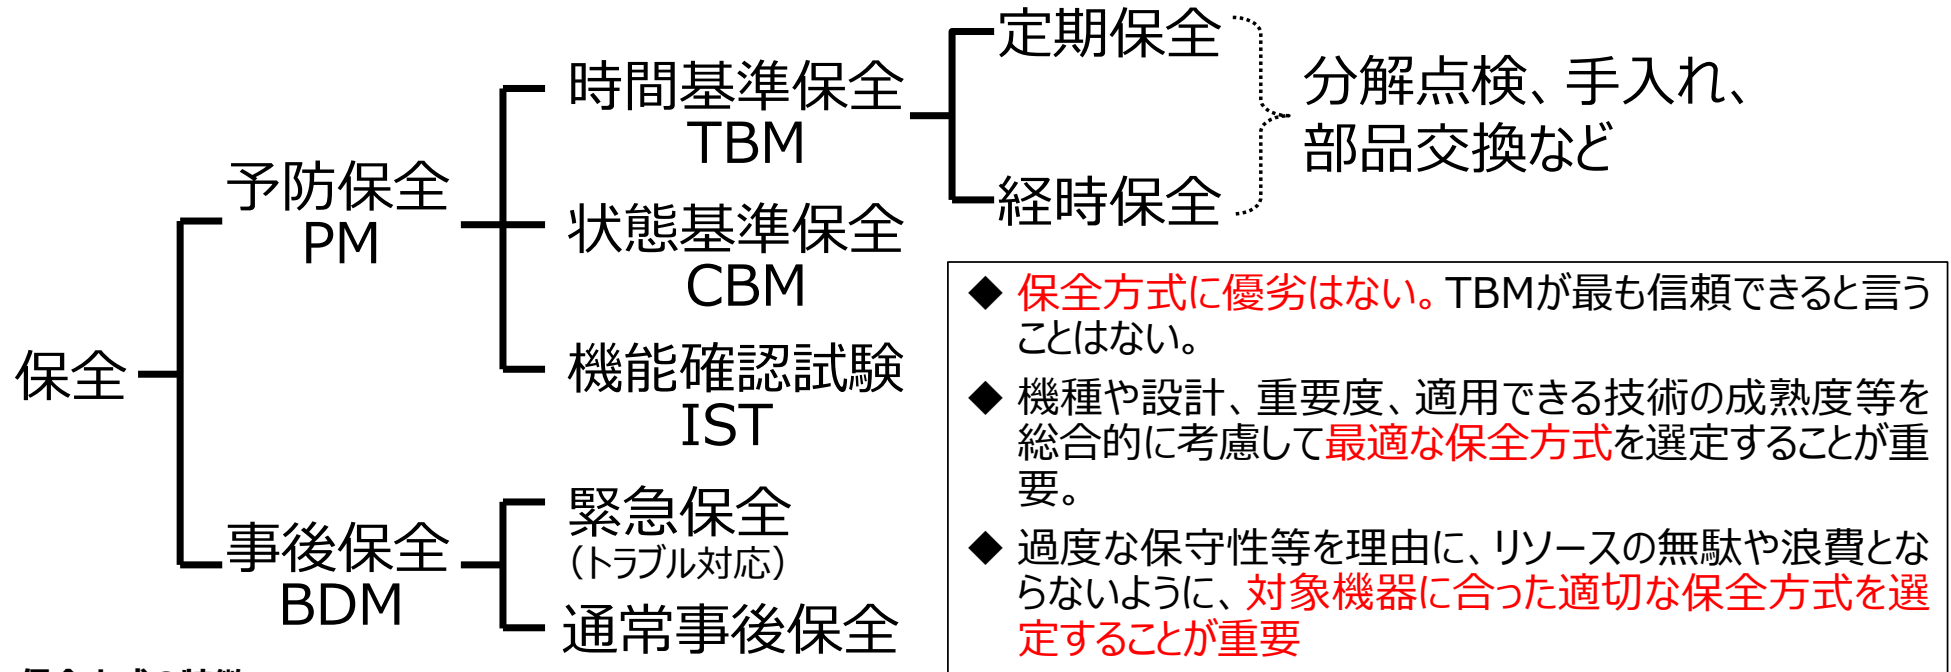 保全
予防保全
PM
事後保全
BDM
時間基準保全
TBM
状態基準保全
CBM
機能確認試験
IST
緊急保全
(トラブル対応)
通常事後保全
定期保全
経時保全
分解点検、手入れ、
部品交換など
◆ 保全方式に優劣はない。TBMが最も信頼できると言う
ことはない。
◆ 機種や設計、重要度、適用できる技術の成熟度等を
総合的に考慮して最適な保全方式を選定することが重
要。
◆ 過度な保守性等を理由に、リソースの無駄や浪費とな
らないように、対象機器に合った適切な保全方式を選
定することが重要